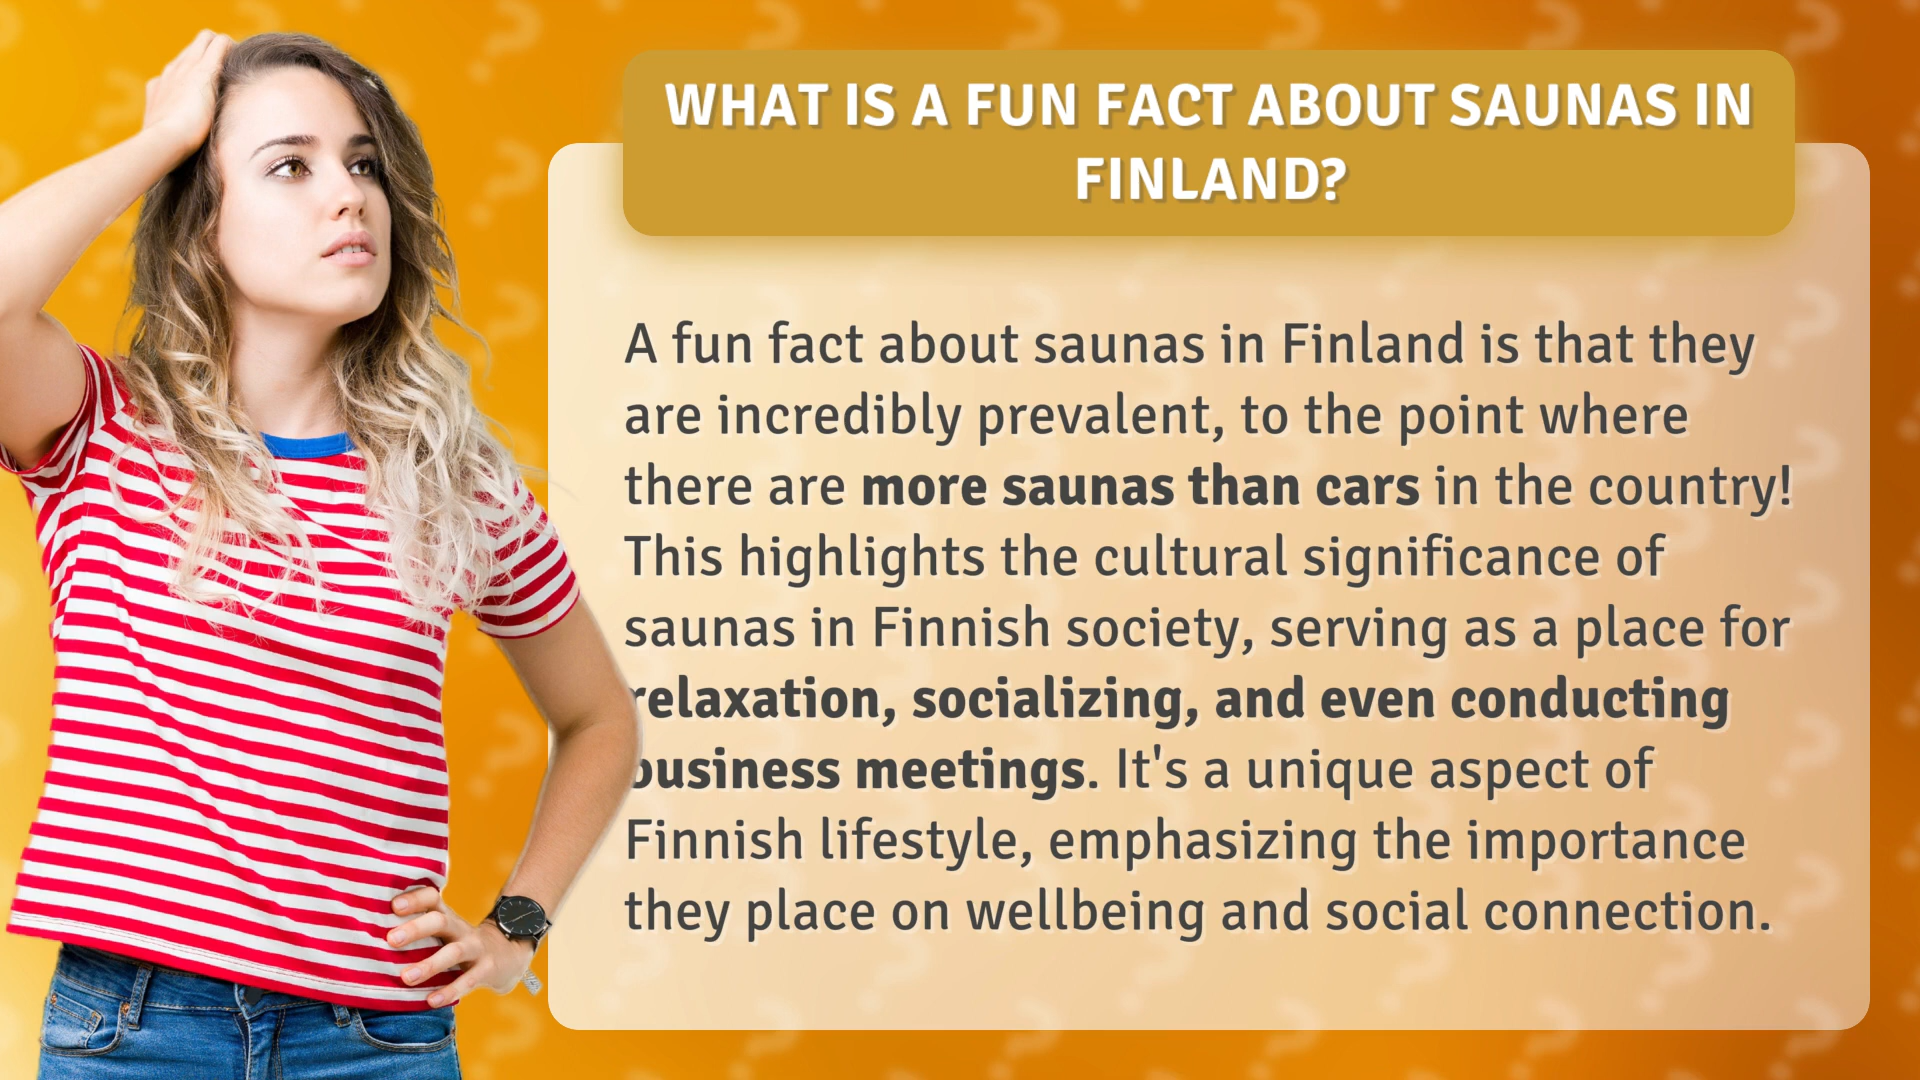 WHAT IS A FUN FACT ABOUT SAUNAS IN
FINLAND?
A fun fact about saunas in Finland is that they
are incredibly prevalent, to the point where
there are more saunas than cars in the country!
This highlights the cultural significance of
saunas in Finnish society, serving as a place for
relaxation, socializing, and even conducting
business meetings. It's a unique aspect of
Finnish lifestyle, emphasizing the importance
they place on wellbeing and social connection.